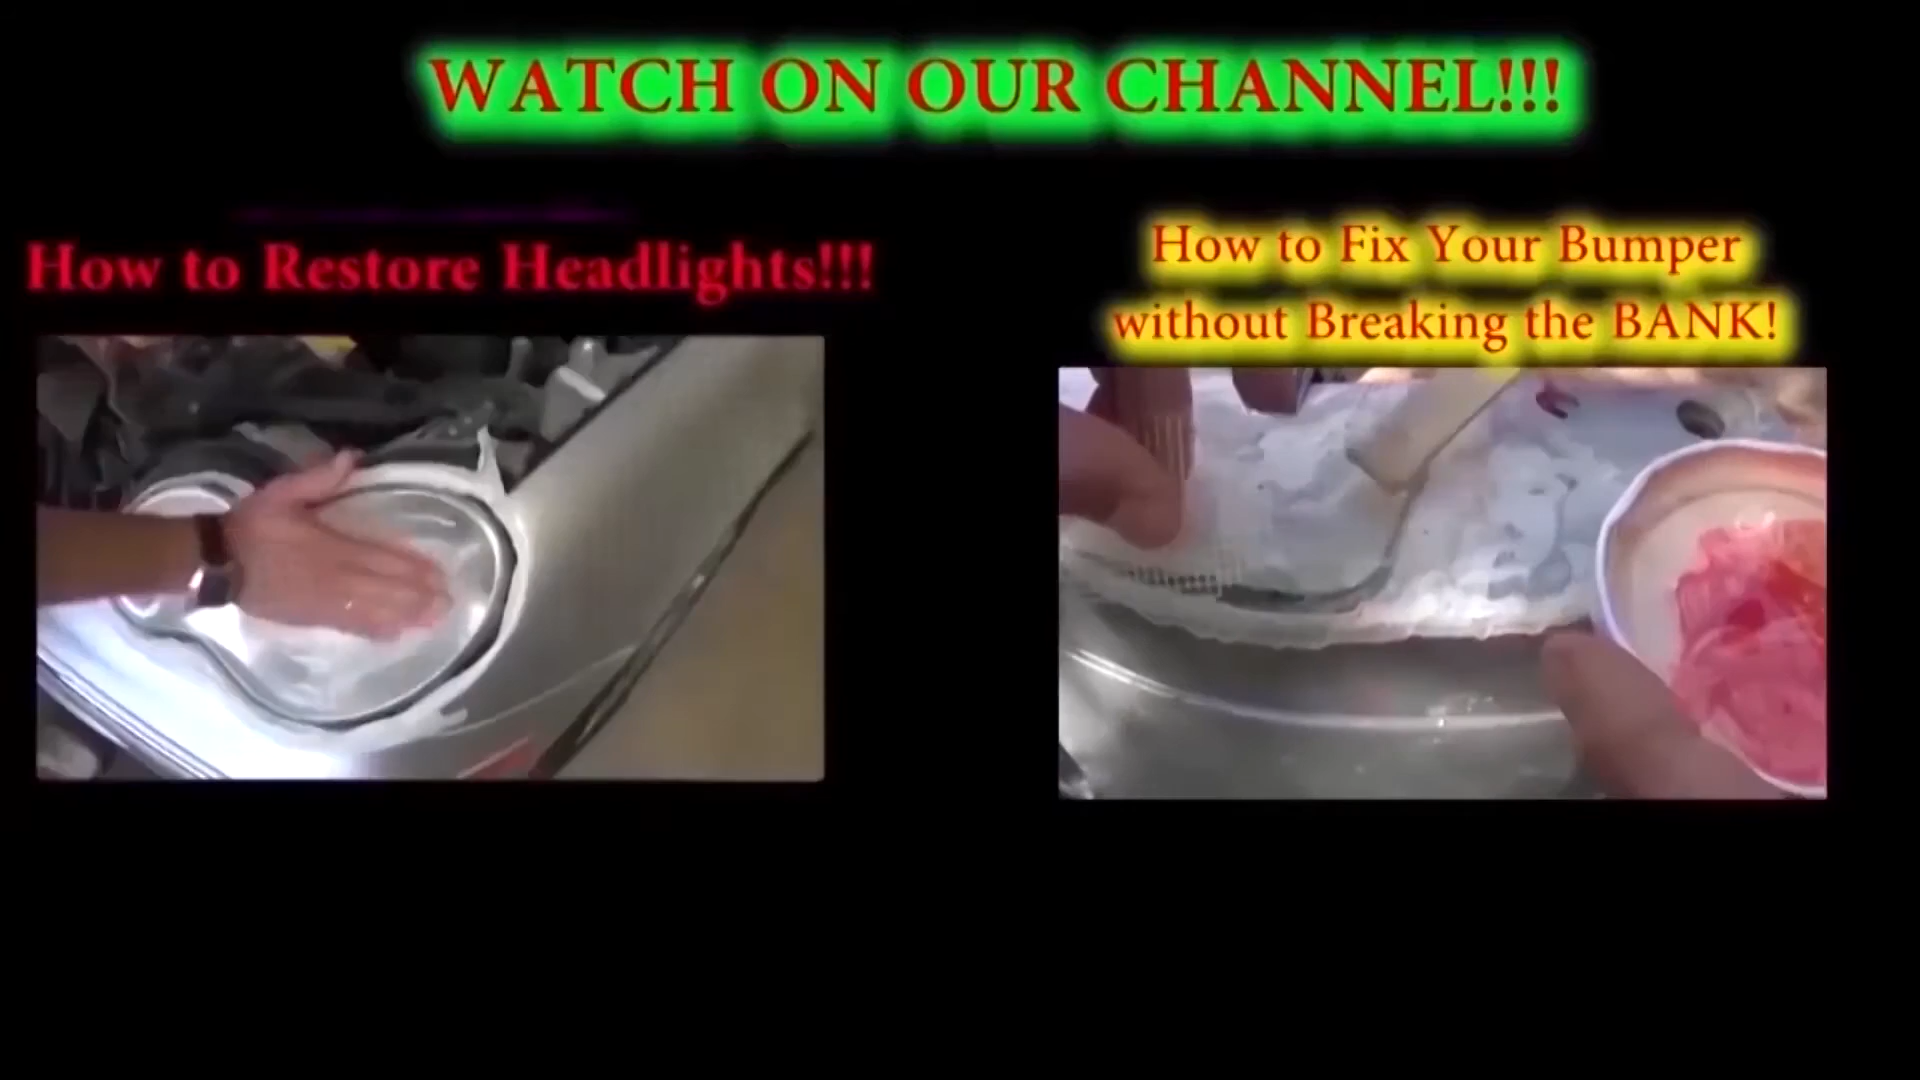 WATCH ON OUR CHANNEL!!!
How to Restore Headlights!!!
How to Fix Your Bumper
without Breaking the BANK!